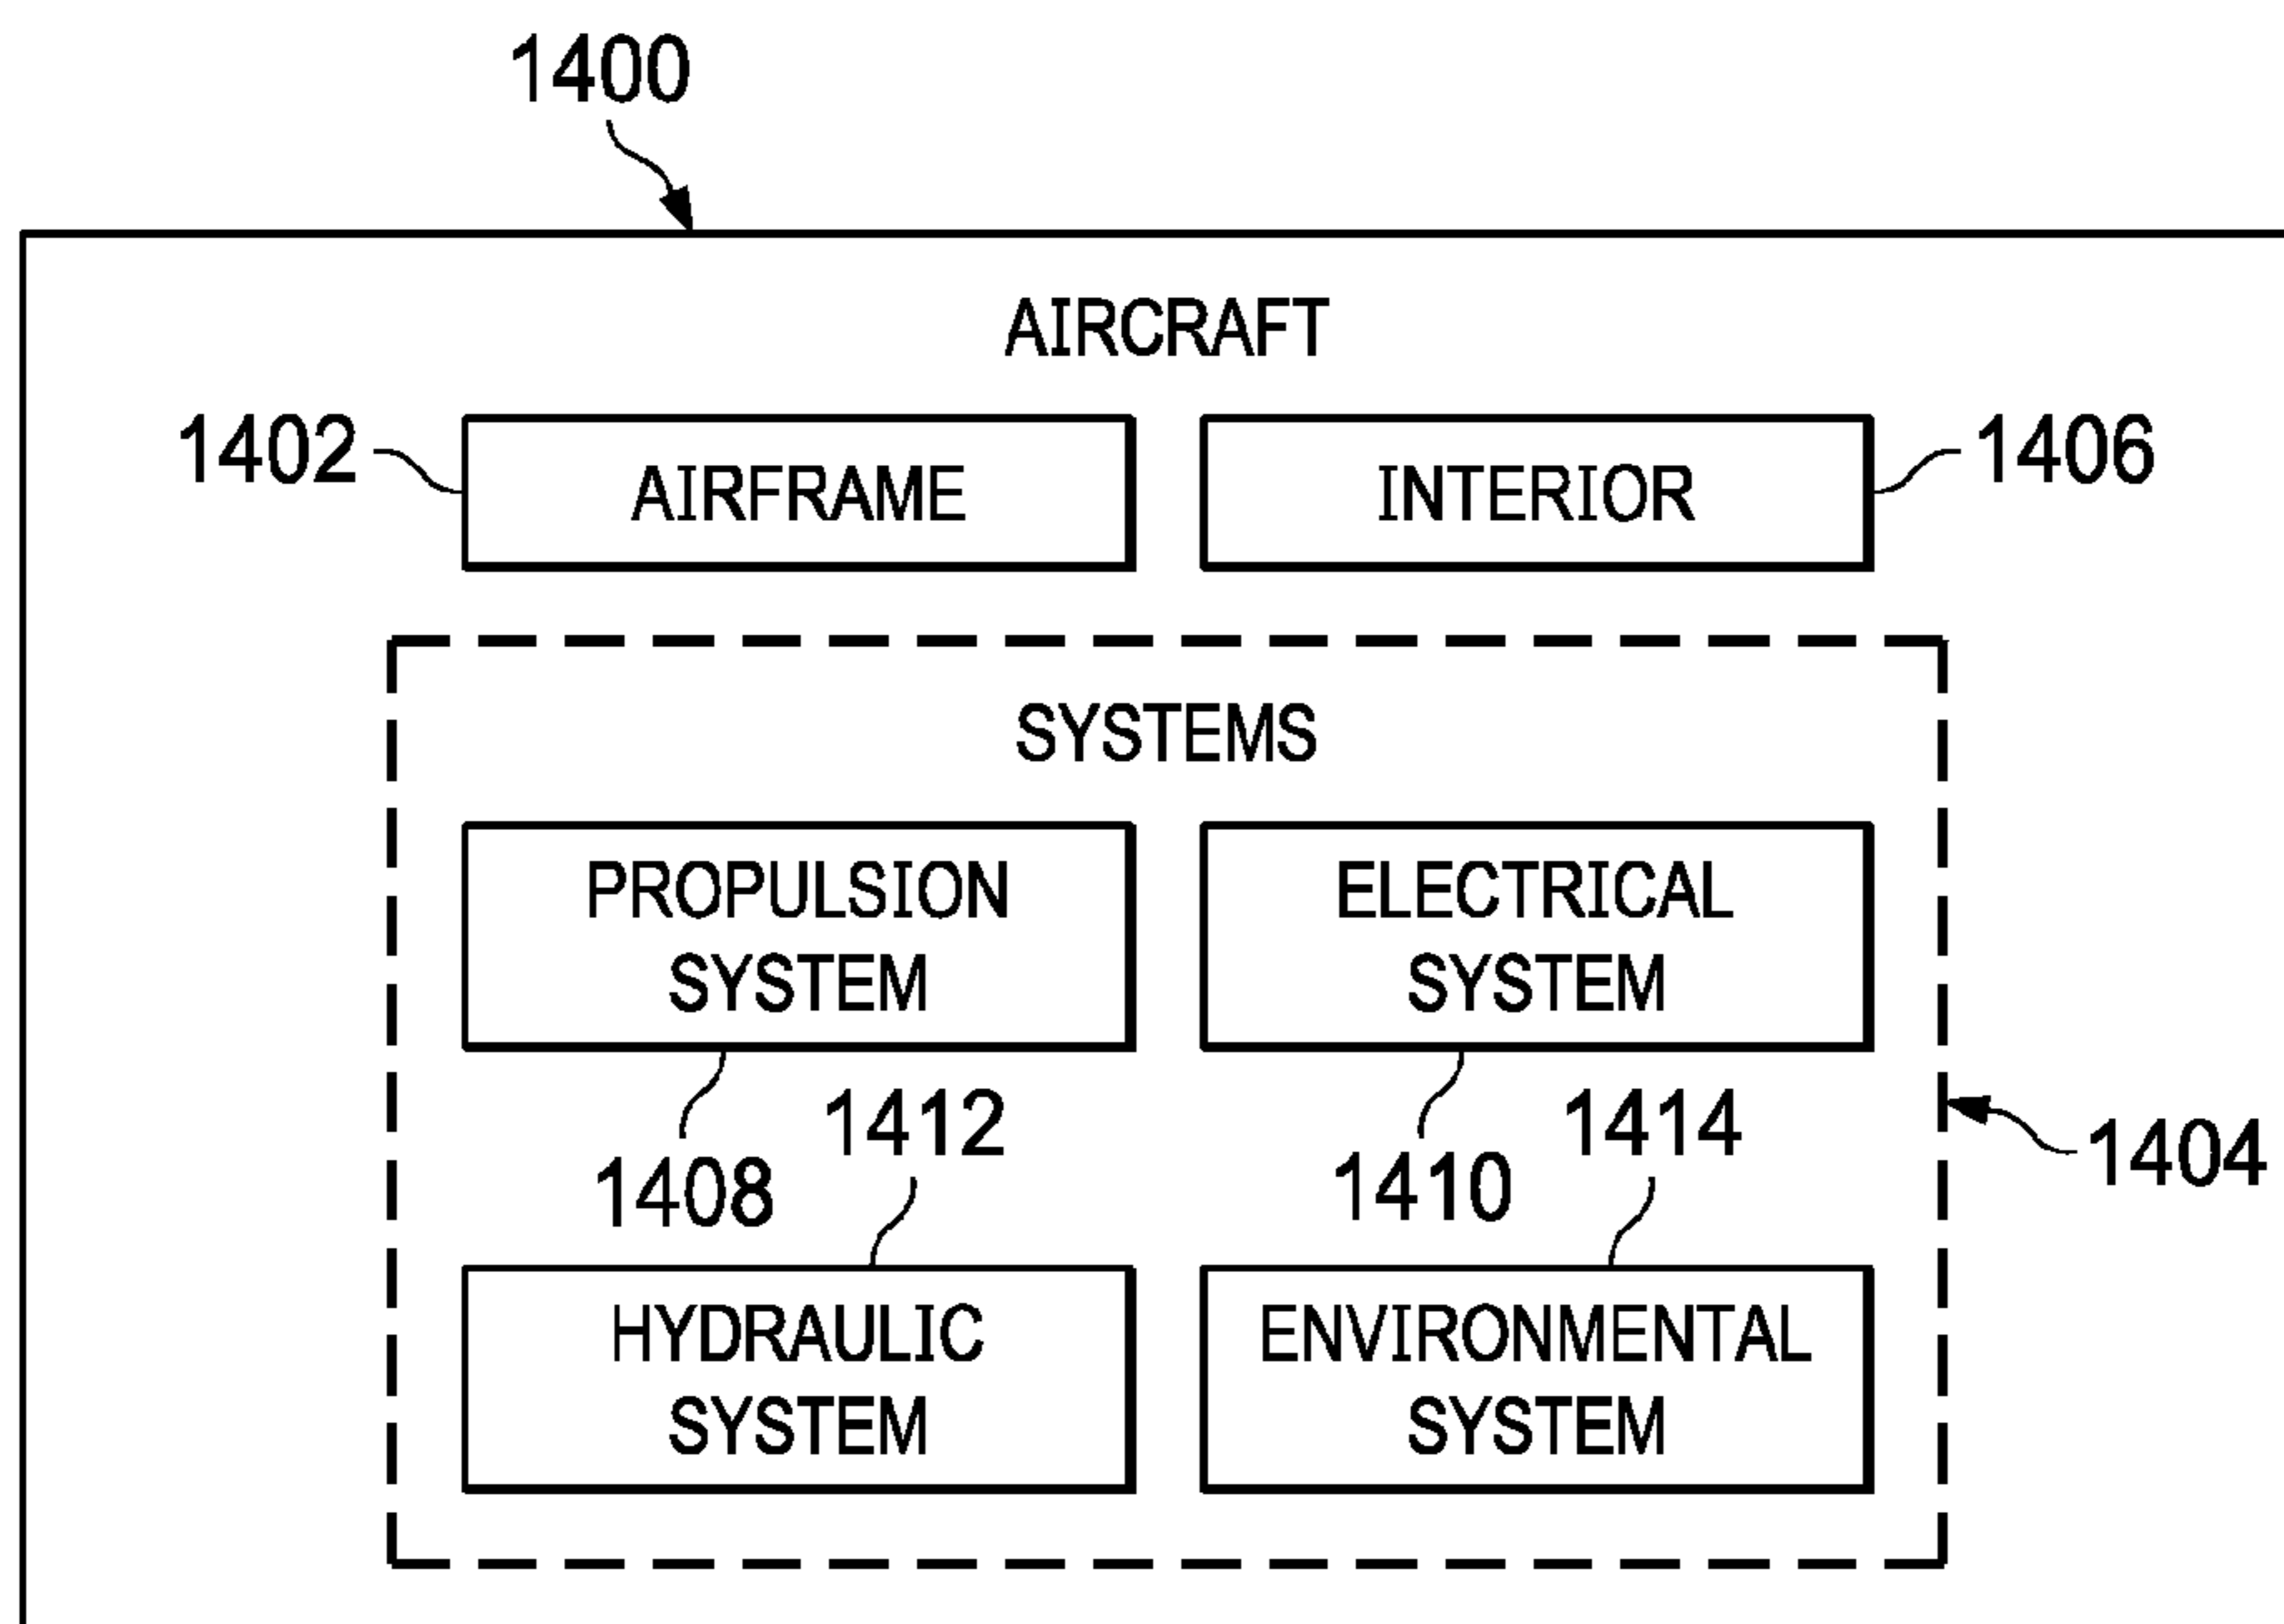 1400
AIRCRAFT
1402
AIRFRAME
INTERIOR
1406
SYSTEMS
PROPULSION
SYSTEM
ELECTRICAL
SYSTEM
1408
1412
1410
1414
1404
HYDRAULIC
SYSTEM
ENVIRONMENTAL
SYSTEM